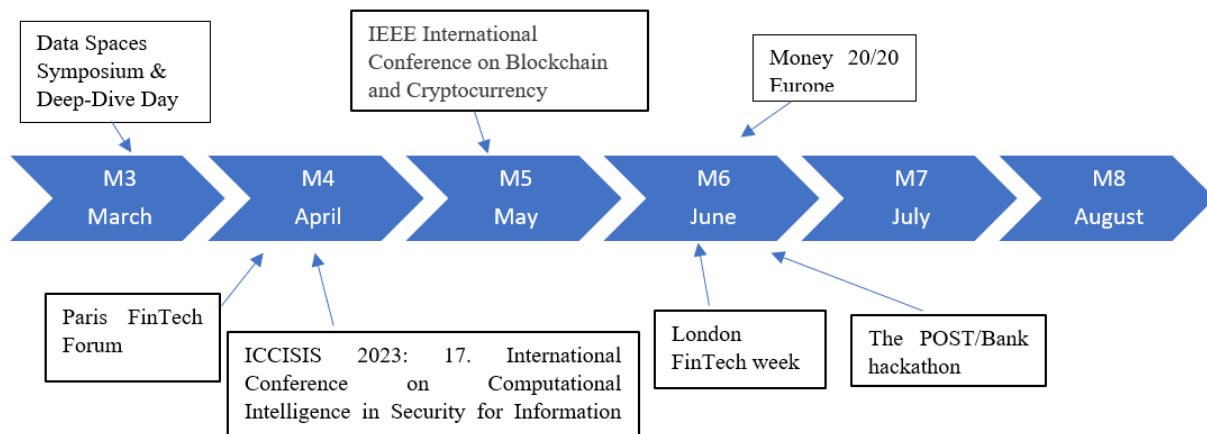 Data Spaces
Symposium &
Deep-Dive Day
IEEE International
Conference on Blockchain
and Cryptocurrency
Money 20/20
Europe
M3
March
M4
April
M5
May
M6
June
M7
July
M8
August
Paris FinTech
Forum
ICCISIS 2023: 17. International
Conference on Computational
Intelligence in Security for Information
London
FinTech week
The POST/Bank
hackathon